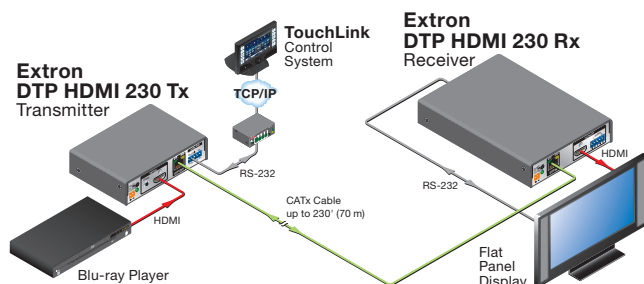 Extron
DTP HDMI 230 Tx
Transmitter
TouchLink
Control
System
TCP/IP
RS-232
HDMI
Blu-ray Player
CATx Cable
up to 230' (70 m)
Extron
DTP HDMI 230 Rx
Receiver
HDMI
RS-232
Flat
Panel
Display